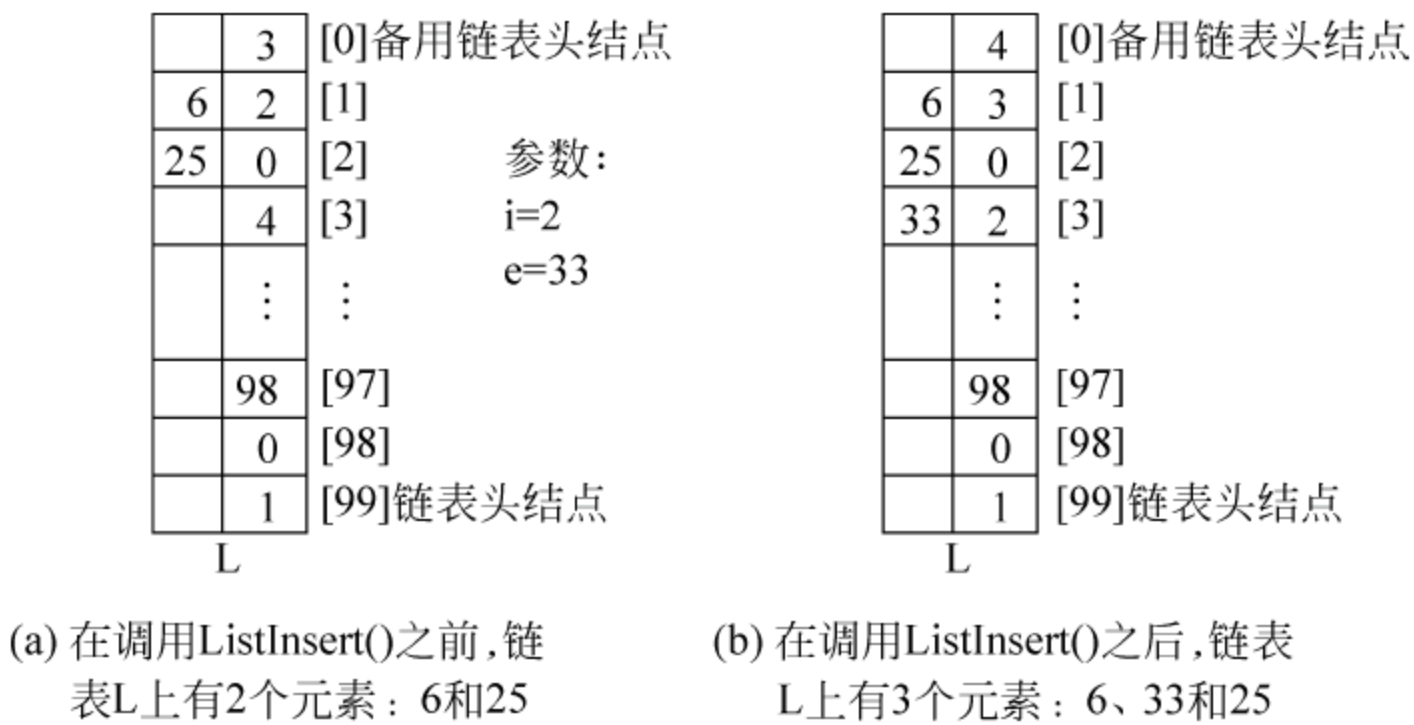 3 [0]备用链表头结点
6 2 [1]
25 0 [2]
4 [3]
⋮ ⋮
98 [97]
0 [98]
1 [99]链表头结点
L
参数：
i=2
e=33
(a) 在调用ListInsert()之前,链
表L上有2个元素：6和25
4 [0]备用链表头结点
6 3 [1]
25 0 [2]
33 2 [3]
⋮ ⋮
98 [97]
0 [98]
1 [99]链表头结点
L
(b) 在调用ListInsert()之后,链表
L上有3个元素：6、33和25